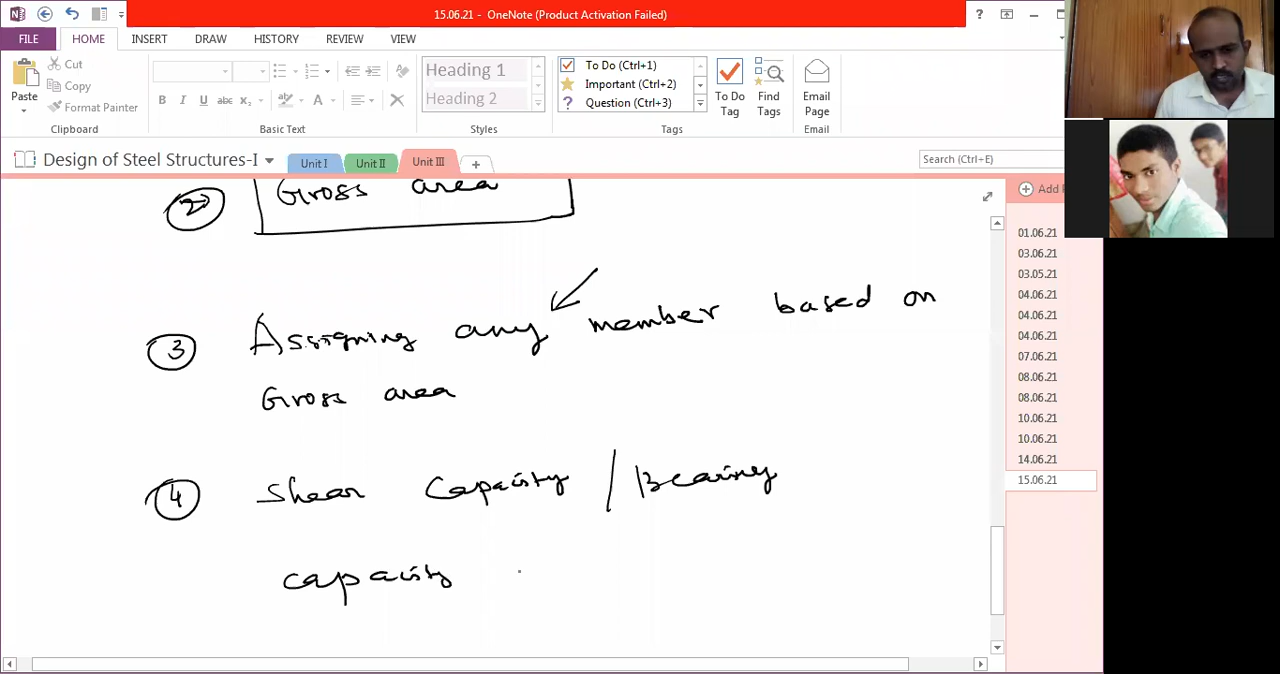 15.06.21 - OneNote (Product Activation Failed)
FILE HOME INSERT DRAW HISTORY REVIEW VIEW
Paste
Cut
Copy
Format Painter
Clipboard
B I U abc x₂ A
Basic Text
Heading 1
Heading 2
Styles
To Do (Ctrl+1)
Important (Ctrl+2)
Question (Ctrl+3)
Tags
To Do Tag
Find Tags
Email Page
Email
Design of Steel Structures-I
Unit I Unit II Unit III
Search (Ctrl+E)
Add
01.06.21
03.06.21
03.05.21
04.06.21
04.06.21
04.06.21
07.06.21
08.06.21
08.06.21
10.06.21
10.06.21
14.06.21
15.06.21
2 Gross area
3 Assigning any member based on
Gross area
4 Shear Capacity / Bearing
capacity